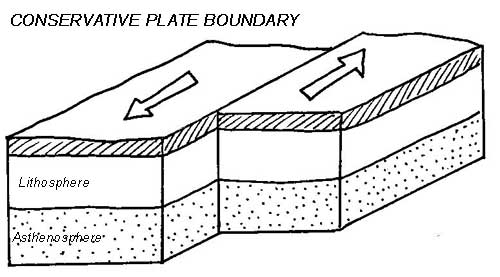 CONSERVATIVE PLATE BOUNDARY
Lithosphere
Asthenosphere